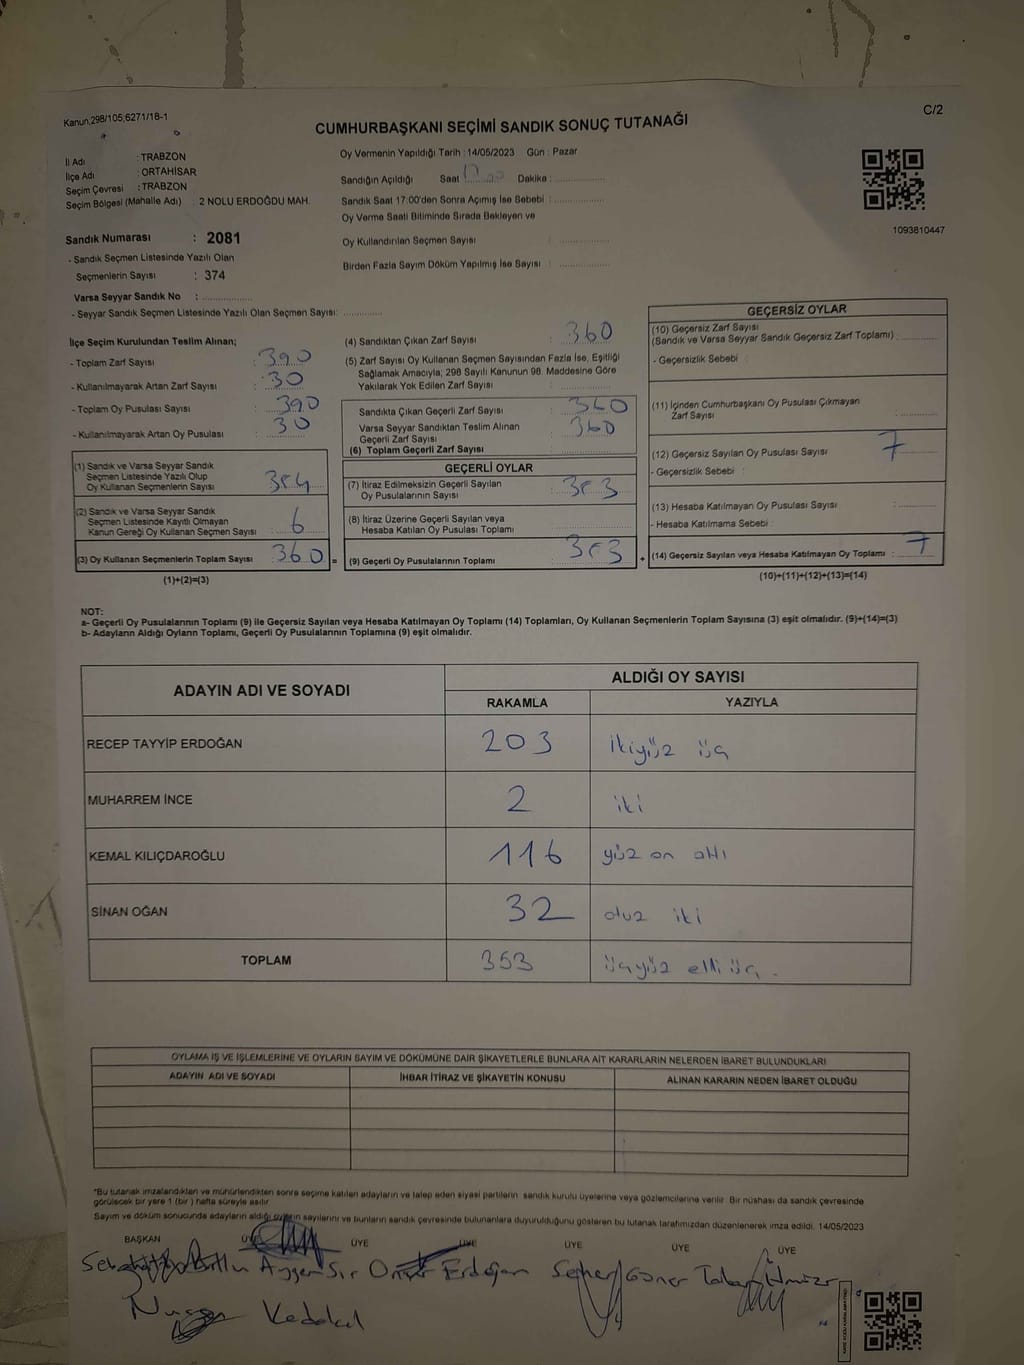 Kanun,298/105,6271/18-1
C/2
CUMHURBAŞKANI SEÇİMİ SANDIK SONUÇ TUTANAĞI
İl Adı : TRABZON
İlçe Adı : ORTAHİSAR
Seçim Çevresi : TRABZON
Seçim Bölgesi (Mahalle Adı) : 2 NOLU ERDOĞDU MAH.
Sandık Numarası : 2081
- Sandık Seçmen Listesinde Yazılı Olan
Seçmenlerin Sayısı : 374
Varsa Seyyar Sandık No :
- Seyyar Sandık Seçmen Listesinde Yazılı Olan Seçmen Sayısı:
Oy Vermenin Yapıldığı Tarih : 14/05/2023 Gün : Pazar
Sandığın Açıldığı Saat 17 00 Dakika :
Sandık Saat 17:00'den Sonra Açımış İse Sebebi :
Oy Verme Saati Bitiminde Sırada Bekleyen ve
Oy Kullandırılan Seçmen Sayısı :
Birden Fazla Sayım Döküm Yapılmış İse Sayısı :
1093810447
İlçe Seçim Kurulundan Teslim Alınan;
- Toplam Zarf Sayısı : 390
- Kullanılmayarak Artan Zarf Sayısı : 30
- Toplam Oy Pusulası Sayısı : 390
- Kullanılmayarak Artan Oy Pusulası : 30
(1) Sandık ve Varsa Seyyar Sandık
Seçmen Listesinde Yazılı Olup
Oy Kullanan Seçmenlerin Sayısı : 354
(2) Sandık ve Varsa Seyyar Sandık
Seçmen Listesinde Kayıtlı Olmayan
Kanun Gereği Oy Kullanan Seçmen Sayısı : 6
(3) Oy Kullanan Seçmenlerin Toplam Sayısı : 360 =
(1)+(2)=(3)
(4) Sandıktan Çıkan Zarf Sayısı : 360
(5) Zarf Sayısı Oy Kullanan Seçmen Sayısından Fazla İse, Eşitliği
Sağlamak Amacıyla; 298 Sayılı Kanunun 98. Maddesine Göre
Yakılarak Yok Edilen Zarf Sayısı :
Sandıkta Çıkan Geçerli Zarf Sayısı : 360
Varsa Seyyar Sandıktan Teslim Alınan
Geçerli Zarf Sayısı : 360
(6) Toplam Geçerli Zarf Sayısı :
GEÇERLİ OYLAR
(7) İtiraz Edilmeksizin Geçerli Sayılan
Oy Pusulalarının Sayısı : 353
(8) İtiraz Üzerine Geçerli Sayılan veya
Hesaba Katılan Oy Pusulası Toplamı :
(9) Geçerli Oy Pusulalarının Toplamı : 353 +
GEÇERSİZ OYLAR
(10) Geçersiz Zarf Sayısı
(Sandık ve Varsa Seyyar Sandık Geçersiz Zarf Toplamı) :
- Geçersizlik Sebebi :
(11) İçinden Cumhurbaşkanı Oy Pusulası Çıkmayan
Zarf Sayısı :
(12) Geçersiz Sayılan Oy Pusulası Sayısı : 7
- Geçersizlik Sebebi :
(13) Hesaba Katılmayan Oy Pusulası Sayısı :
- Hesaba Katılmama Sebebi :
(14) Geçersiz Sayılan veya Hesaba Katılmayan Oy Toplamı : 7
(10)+(11)+(12)+(13)=(14)
NOT:
a- Geçerli Oy Pusulalarının Toplamı (9) ile Geçersiz Sayılan veya Hesaba Katılmayan Oy Toplamı (14) Toplamları, Oy Kullanan Seçmenlerin Toplam Sayısına (3) eşit olmalıdır. (9)+(14)=(3)
b- Adayların Aldığı Oyların Toplamı, Geçerli Oy Pusulalarının Toplamına (9) eşit olmalıdır.
ADAYIN ADI VE SOYADI
ALDIĞI OY SAYISI
RAKAMLA YAZIYLA
RECEP TAYYİP ERDOĞAN 203 ikiyüz üç
MUHARREM İNCE 2 iki
KEMAL KILIÇDAROĞLU 116 yüz on altı
SİNAN OĞAN 32 otuz iki
TOPLAM 353 üçyüz elli üç.
OYLAMA İŞ VE İŞLEMLERİNE VE OYLARIN SAYIM VE DÖKÜMÜNE DAİR ŞİKAYETLERLE BUNLARA AİT KARARLARIN NELERDEN İBARET BULUNDUKLARI
ADAYIN ADI VE SOYADI İHBAR İTİRAZ VE ŞİKAYETİN KONUSU ALINAN KARARIN NEDEN İBARET OLDUĞU
*Bu tutanak imzalandıktan ve mühürlendikten sonra seçime katılan adayların ve talep eden siyasi partilerin sandık kurulu üyelerine veya gözlemcilerine verilir. Bir nüshası da sandık çevresinde
görülecek bir yere 1 (bir) hafta süreyle asılır.
Sayım ve döküm sonucunda adayların aldığı oyların sayılarını ve bunların sandık çevresinde bulunanlara duyurulduğunu gösteren bu tutanak tarafımızdan düzenlenerek imza edildi. 14/05/2023
BAŞKAN ÜYE ÜYE ÜYE ÜYE ÜYE ÜYE
Ayşen Sır Omer Erdoğan Seher Güner